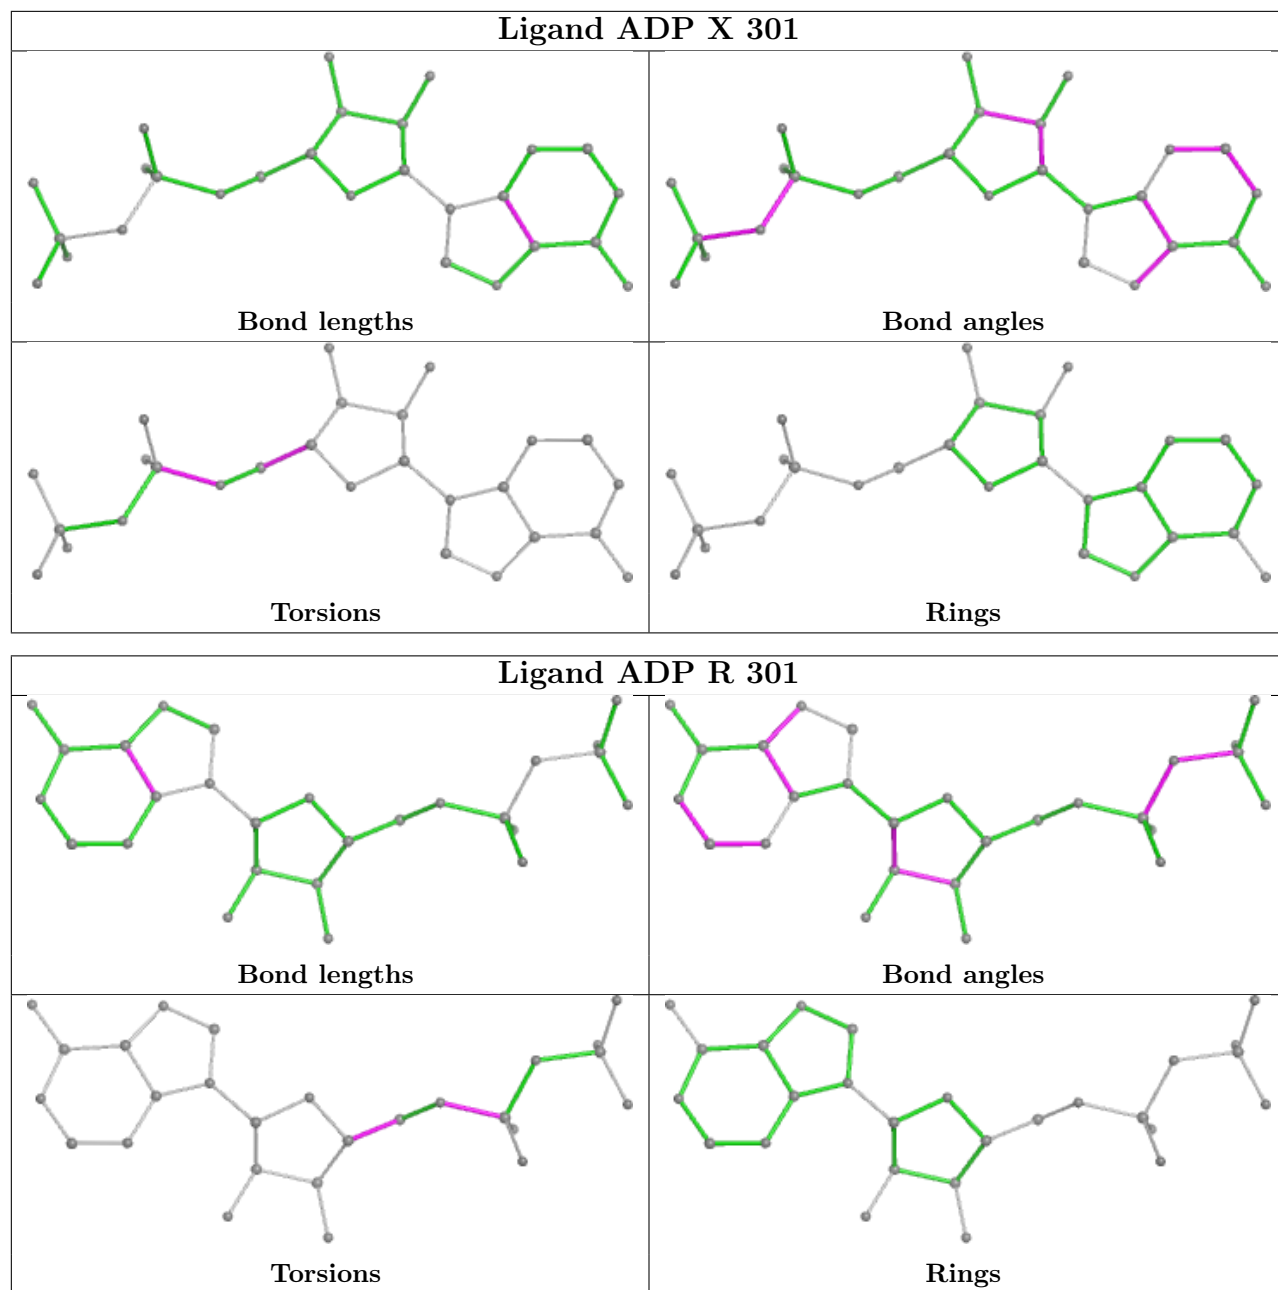 Ligand ADP X 301
Bond lengths
Bond angles
Torsions
Rings
Ligand ADP R 301
Bond lengths
Bond angles
Torsions
Rings